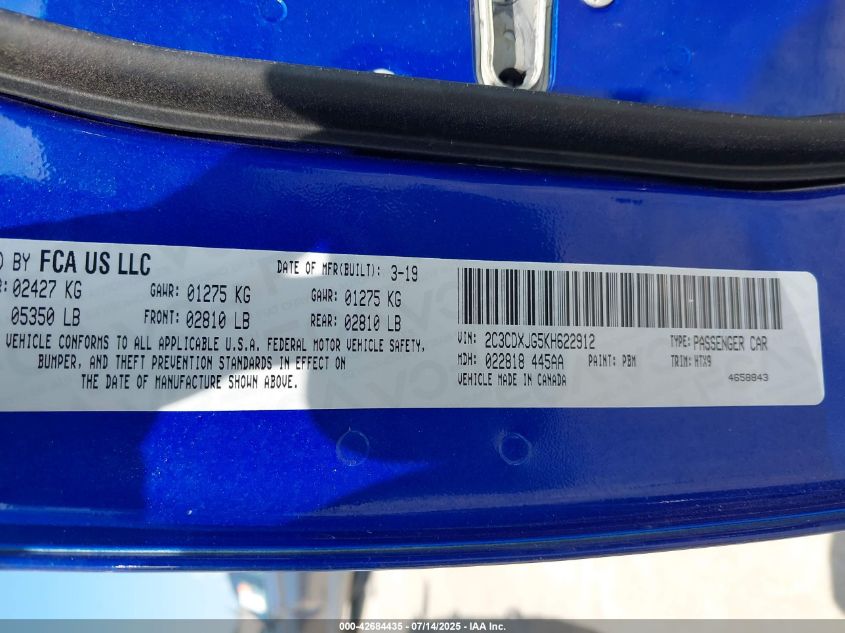 BY FCA US LLC
DATE OF MFR(BUILT): 3-19
02427 KG GAWR: 01275 KG GAWR: 01275 KG
05350 LB FRONT: 02810 LB REAR: 02810 LB
VEHICLE CONFORMS TO ALL APPLICABLE U.S.A. FEDERAL MOTOR VEHICLE SAFETY,
BUMPER, AND THEFT PREVENTION STANDARDS IN EFFECT ON
THE DATE OF MANUFACTURE SHOWN ABOVE.
VIN: 2C3CDXJG5KH622912 TYPE: PASSENGER CAR
MDH: 022818 445AA PAINT: PBM TRIM: HTX9
VEHICLE MADE IN CANADA 4658843
000-42684435 - 07/14/2025 - IAA Inc.